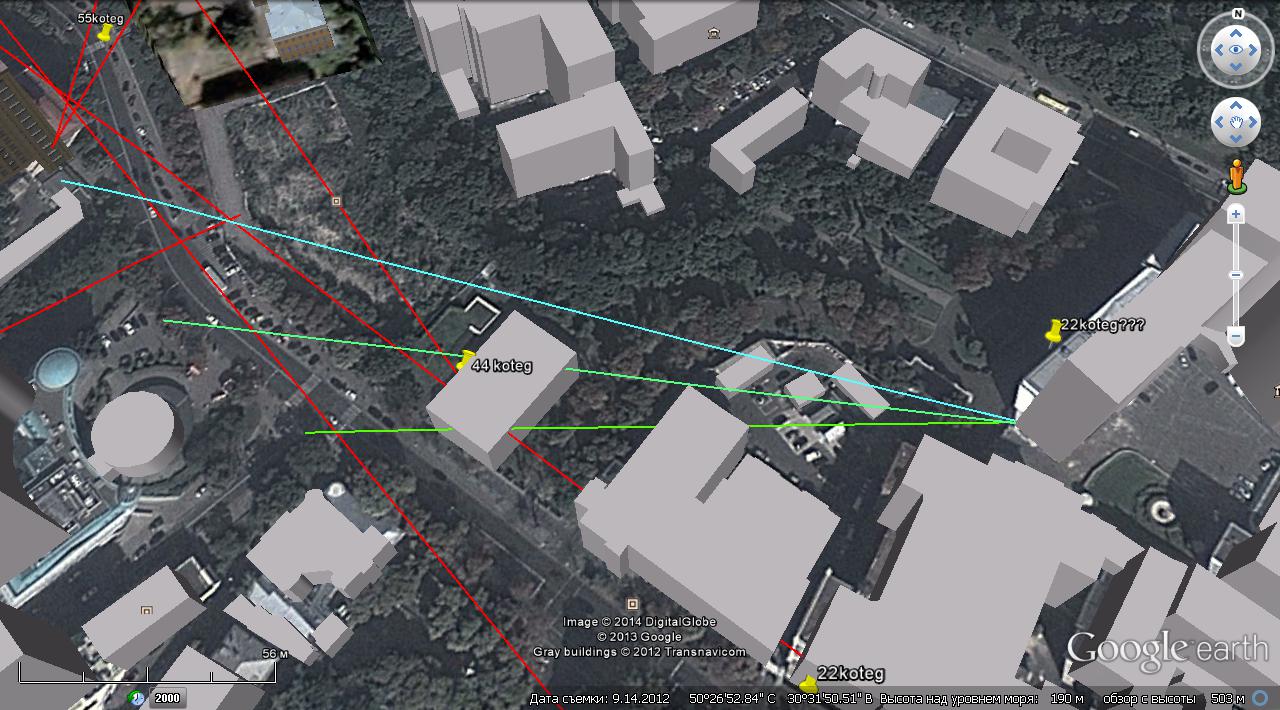 55koteg
N
22koteg???
44 koteg
Image © 2014 DigitalGlobe
© 2013 Google
Gray buildings © 2012 Transnavicom
Google earth
56 м
22koteg
2000
Дата съемки: 9.14.2012 50°26'52.84" С 30°31'50.51" В Высота над уровнем моря: 190 м обзор с высоты 503 м